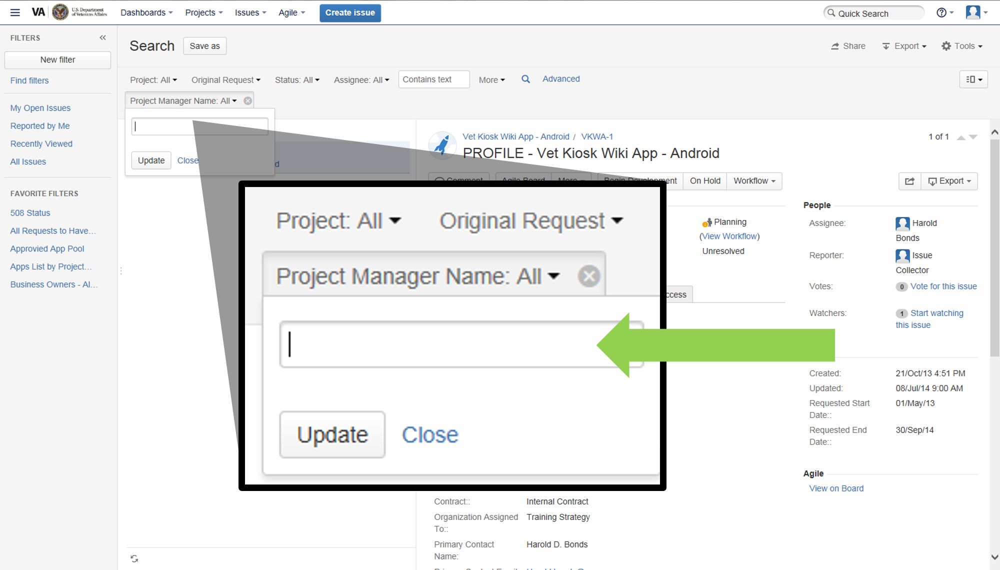 VA U.S. Department of Veterans Affairs Dashboards Projects Issues Agile Create issue Quick Search
FILTERS
New filter
Find filters
My Open Issues
Reported by Me
Recently Viewed
All Issues
FAVORITE FILTERS
508 Status
All Requests to Have...
Approvied App Pool
Apps List by Project...
Business Owners - Al...
Search Save as Share Export Tools
Project: All Original Request Status: All Assignee: All Contains text More Advanced
Project Manager Name: All
Update Close
d
Vet Kiosk Wiki App - Android / VKWA-1 1 of 1
PROFILE - Vet Kiosk Wiki App - Android
Comment Agile Board More Begin Development On Hold Workflow Export
Project: All Original Request
Project Manager Name: All
Update Close
Planning
(View Workflow)
Unresolved
ccess
People
Assignee: Harold
Bonds
Reporter: Issue
Collector
Votes: 0 Vote for this issue
Watchers: 1 Start watching
this issue
Created: 21/Oct/13 4:51 PM
Updated: 08/Jul/14 9:00 AM
Requested Start 01/May/13
Date::
Requested End 30/Sep/14
Date::
Agile
View on Board
Contract:: Internal Contract
Organization Assigned Training Strategy
To::
Primary Contact Harold D. Bonds
Name: